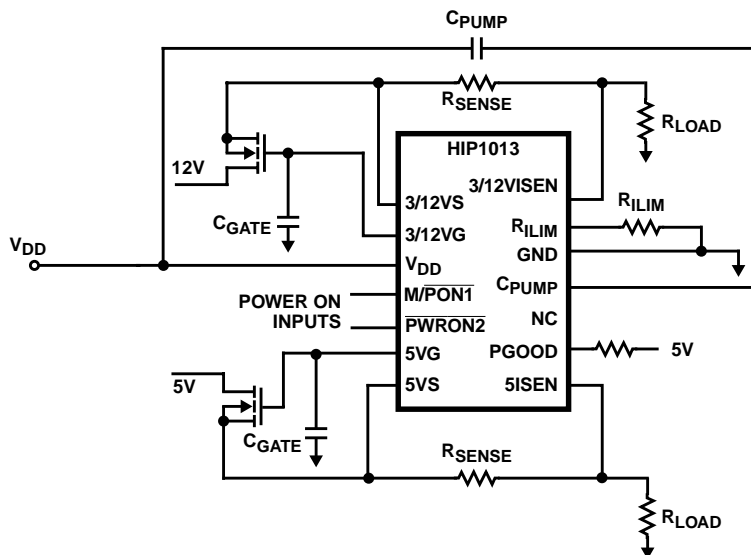 CPUMP
RSENSE
RLOAD
HIP1013
12V
3/12VISEN
3/12VS
RILIM
CGATE
3/12VG
RILIM
GND
VDD
VDD
CPUMP
M/PON1
POWER ON
INPUTS
NC
PWRON2
5VG
PGOOD
5V
5V
5VS
5ISEN
CGATE
RSENSE
RLOAD